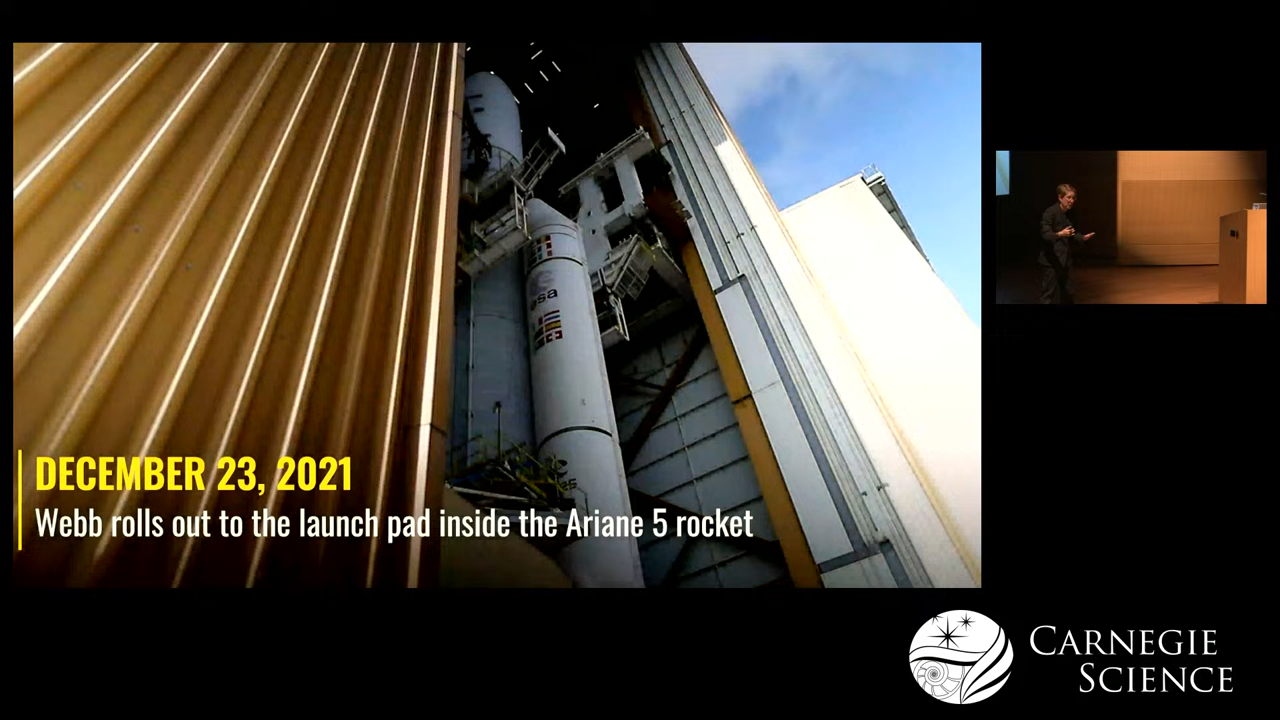 esa
DECEMBER 23, 2021
Webb rolls out to the launch pad inside the Ariane 5 rocket
CARNEGIE
SCIENCE